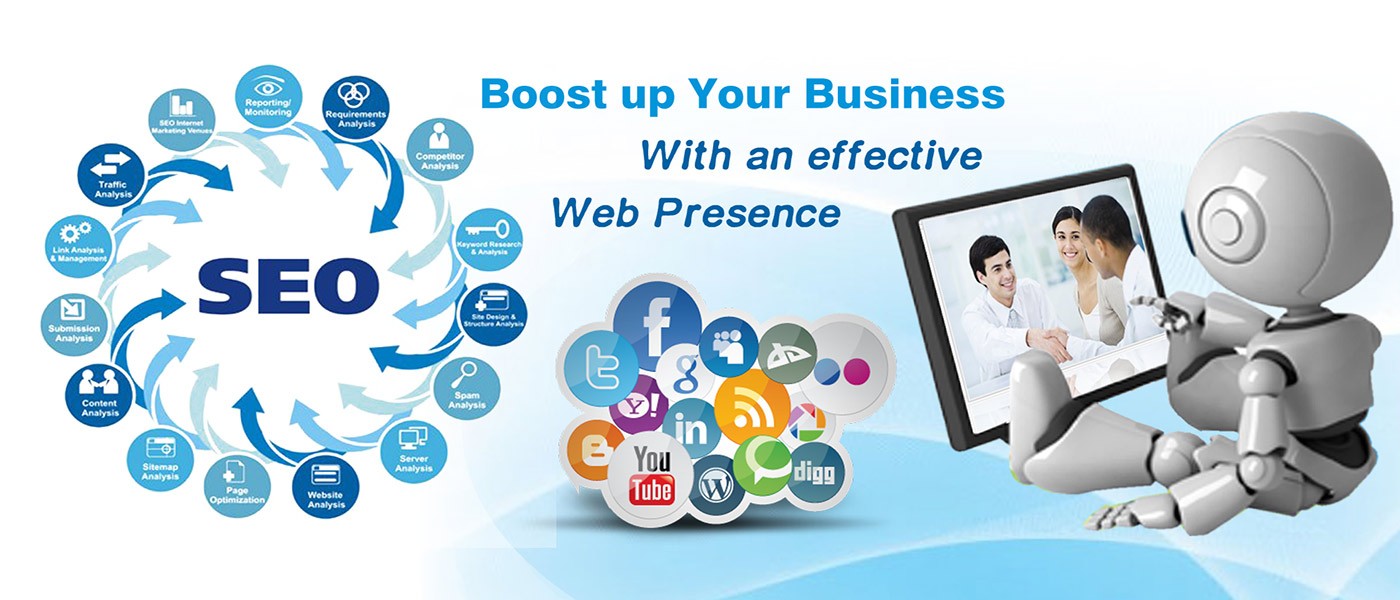 Boost up Your Business
With an effective
Web Presence
SEO
Reporting/
Monitoring
Requirements
Analysis
Competitor
Analysis
Keyword Research
& Analysis
Site Design &
Structure Analysis
Spam
Analysis
Server
Analysis
Website
Analysis
Page
Optimization
Sitemap
Analysis
Content
Analysis
Submission
Analysis
Link Analysis
& Management
Traffic
Analysis
SEO Internet
Marketing Venues
f
t
g
Y!
in
B
You
Tube
W
digg